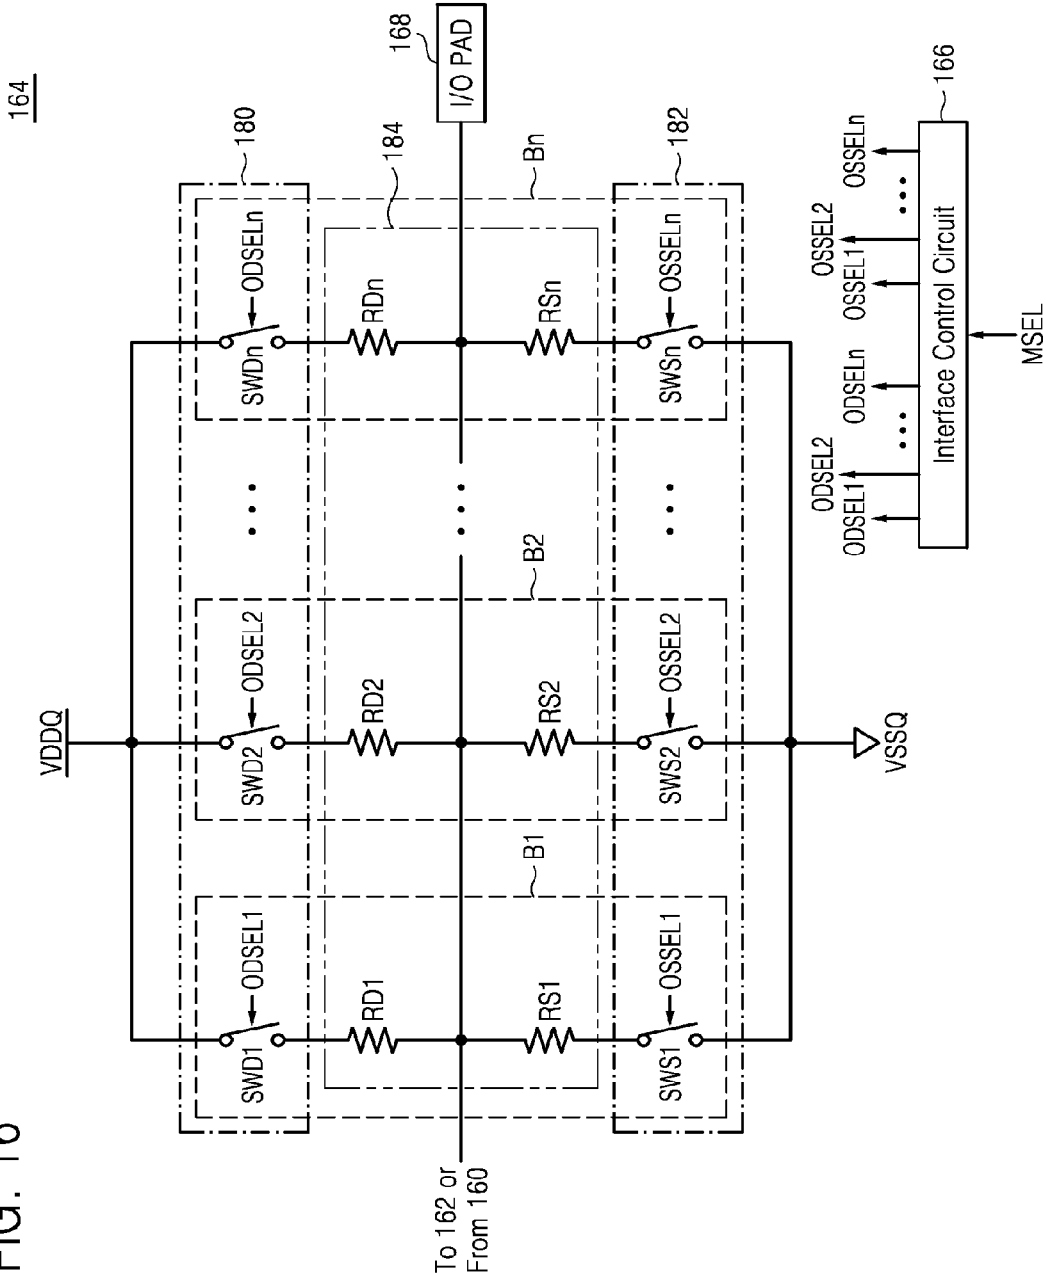 FIG. 16
164
VDDQ
180
SWD1
ODSEL1
SWD2
ODSEL2
SWDn
ODSELn
184
RD1
RD2
RDn
168
I/O PAD
To 162 or
From 160
RS1
RS2
RSn
B1
B2
Bn
SWS1
OSSEL1
SWS2
OSSEL2
SWSn
OSSELn
182
VSSQ
ODSEL1
ODSEL2
ODSELn
OSSEL1
OSSEL2
OSSELn
Interface Control Circuit
166
MSEL